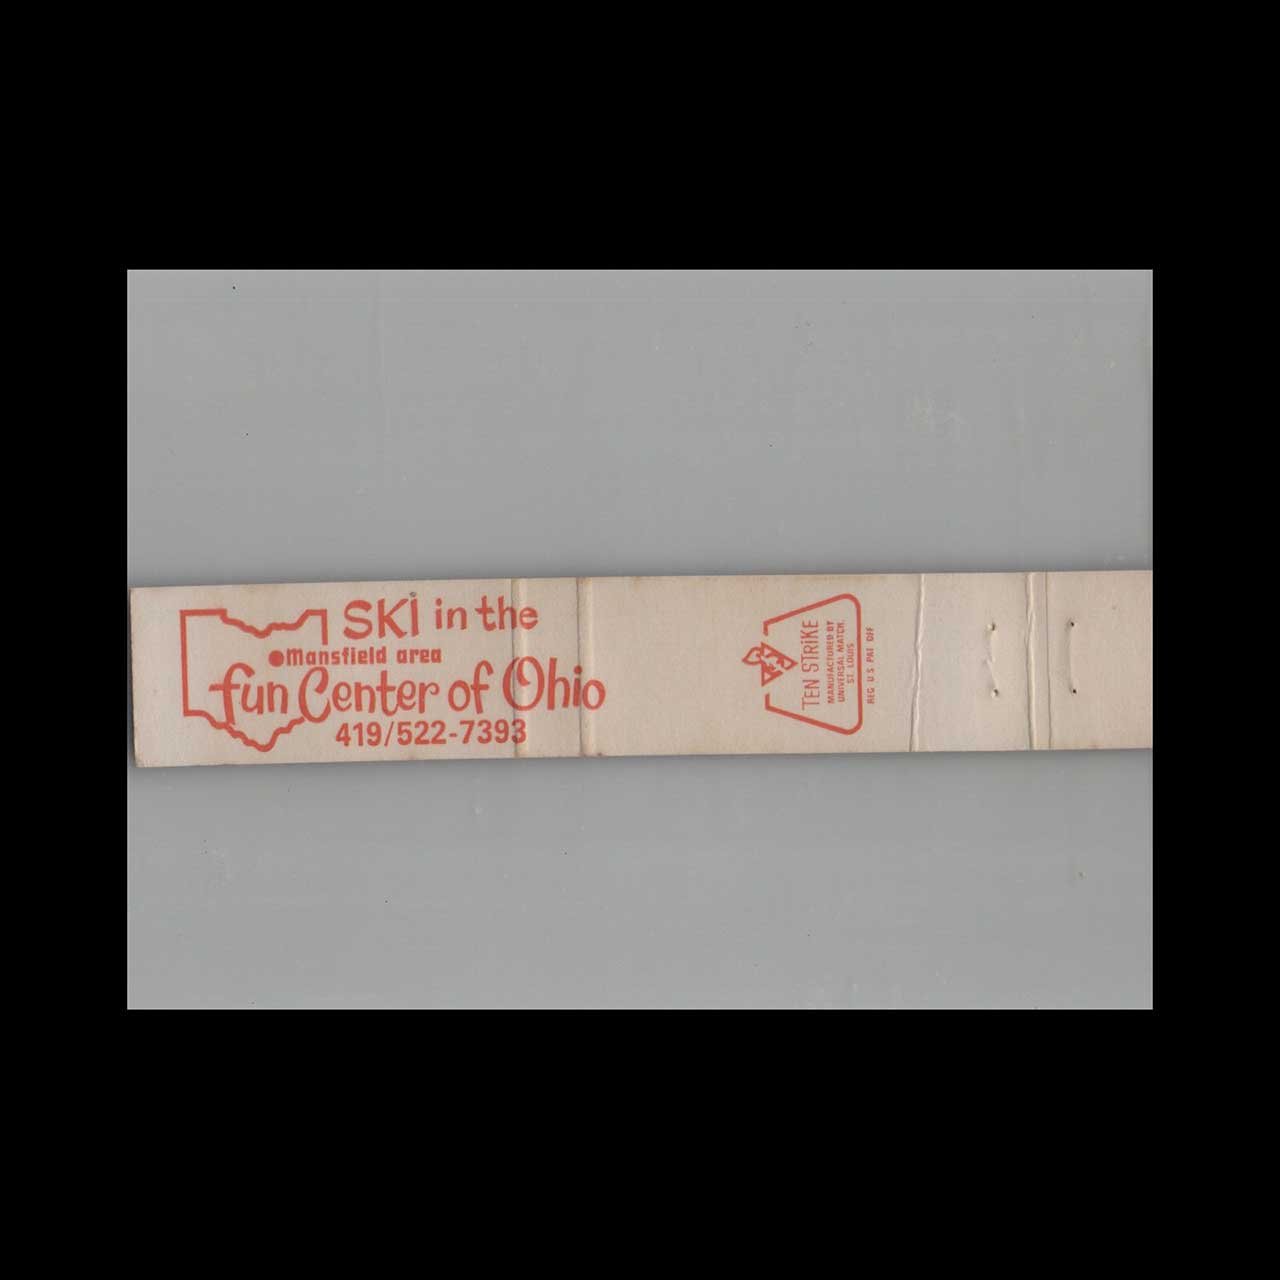 SKI in the
Mansfield area
fun Center of Ohio
419/522-7393
TEN STRIKE
MANUFACTURED BY
UNIVERSAL MATCH,
ST. LOUIS
REG U S PAT OFF